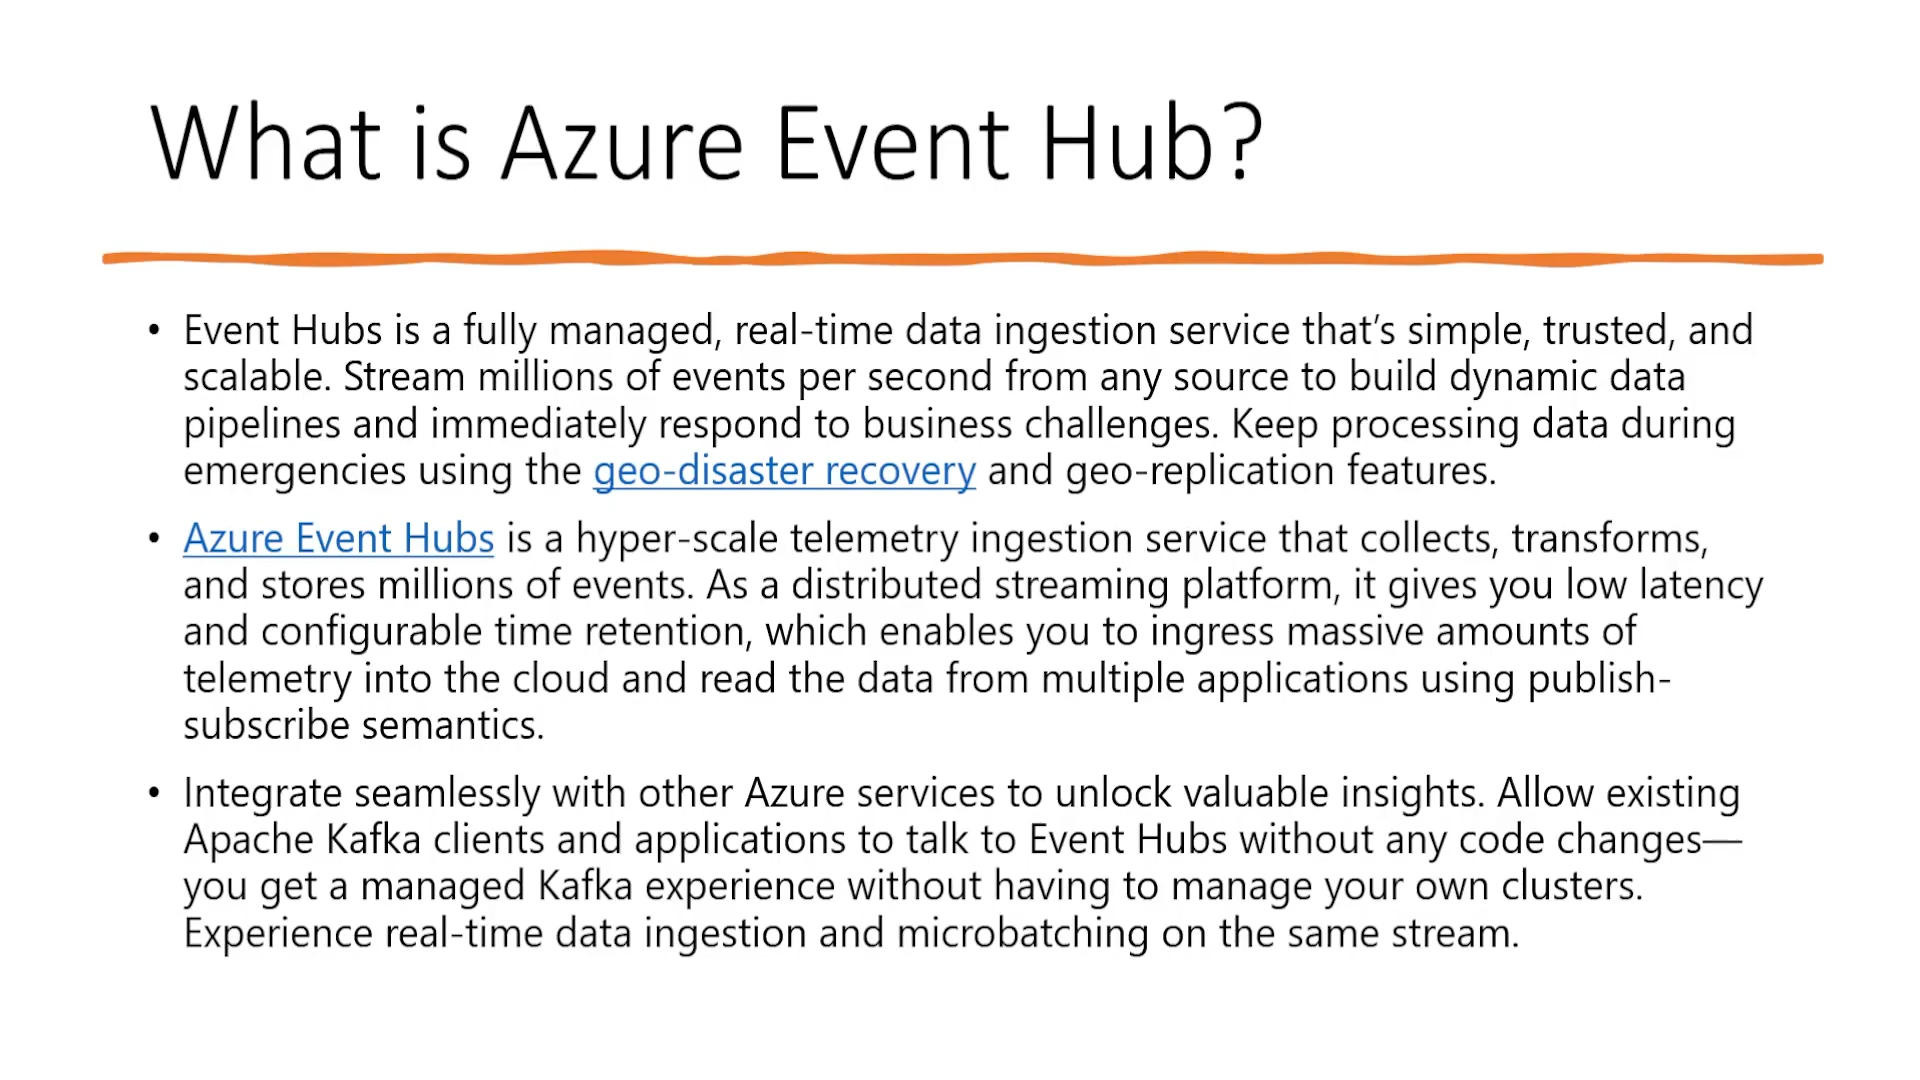 What is Azure Event Hub?
• Event Hubs is a fully managed, real-time data ingestion service that’s simple, trusted, and
scalable. Stream millions of events per second from any source to build dynamic data
pipelines and immediately respond to business challenges. Keep processing data during
emergencies using the geo-disaster recovery and geo-replication features.
• Azure Event Hubs is a hyper-scale telemetry ingestion service that collects, transforms,
and stores millions of events. As a distributed streaming platform, it gives you low latency
and configurable time retention, which enables you to ingress massive amounts of
telemetry into the cloud and read the data from multiple applications using publish-
subscribe semantics.
• Integrate seamlessly with other Azure services to unlock valuable insights. Allow existing
Apache Kafka clients and applications to talk to Event Hubs without any code changes—
you get a managed Kafka experience without having to manage your own clusters.
Experience real-time data ingestion and microbatching on the same stream.